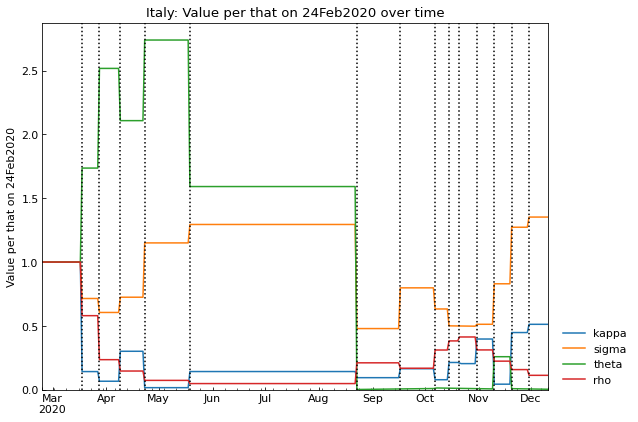 Italy: Value per that on 24Feb2020 over time
Value per that on 24Feb2020
2.5
2.0
1.5
1.0
0.5
0.0
Mar Apr May Jun Jul Aug Sep Oct Nov Dec
2020
kappa
sigma
theta
rho